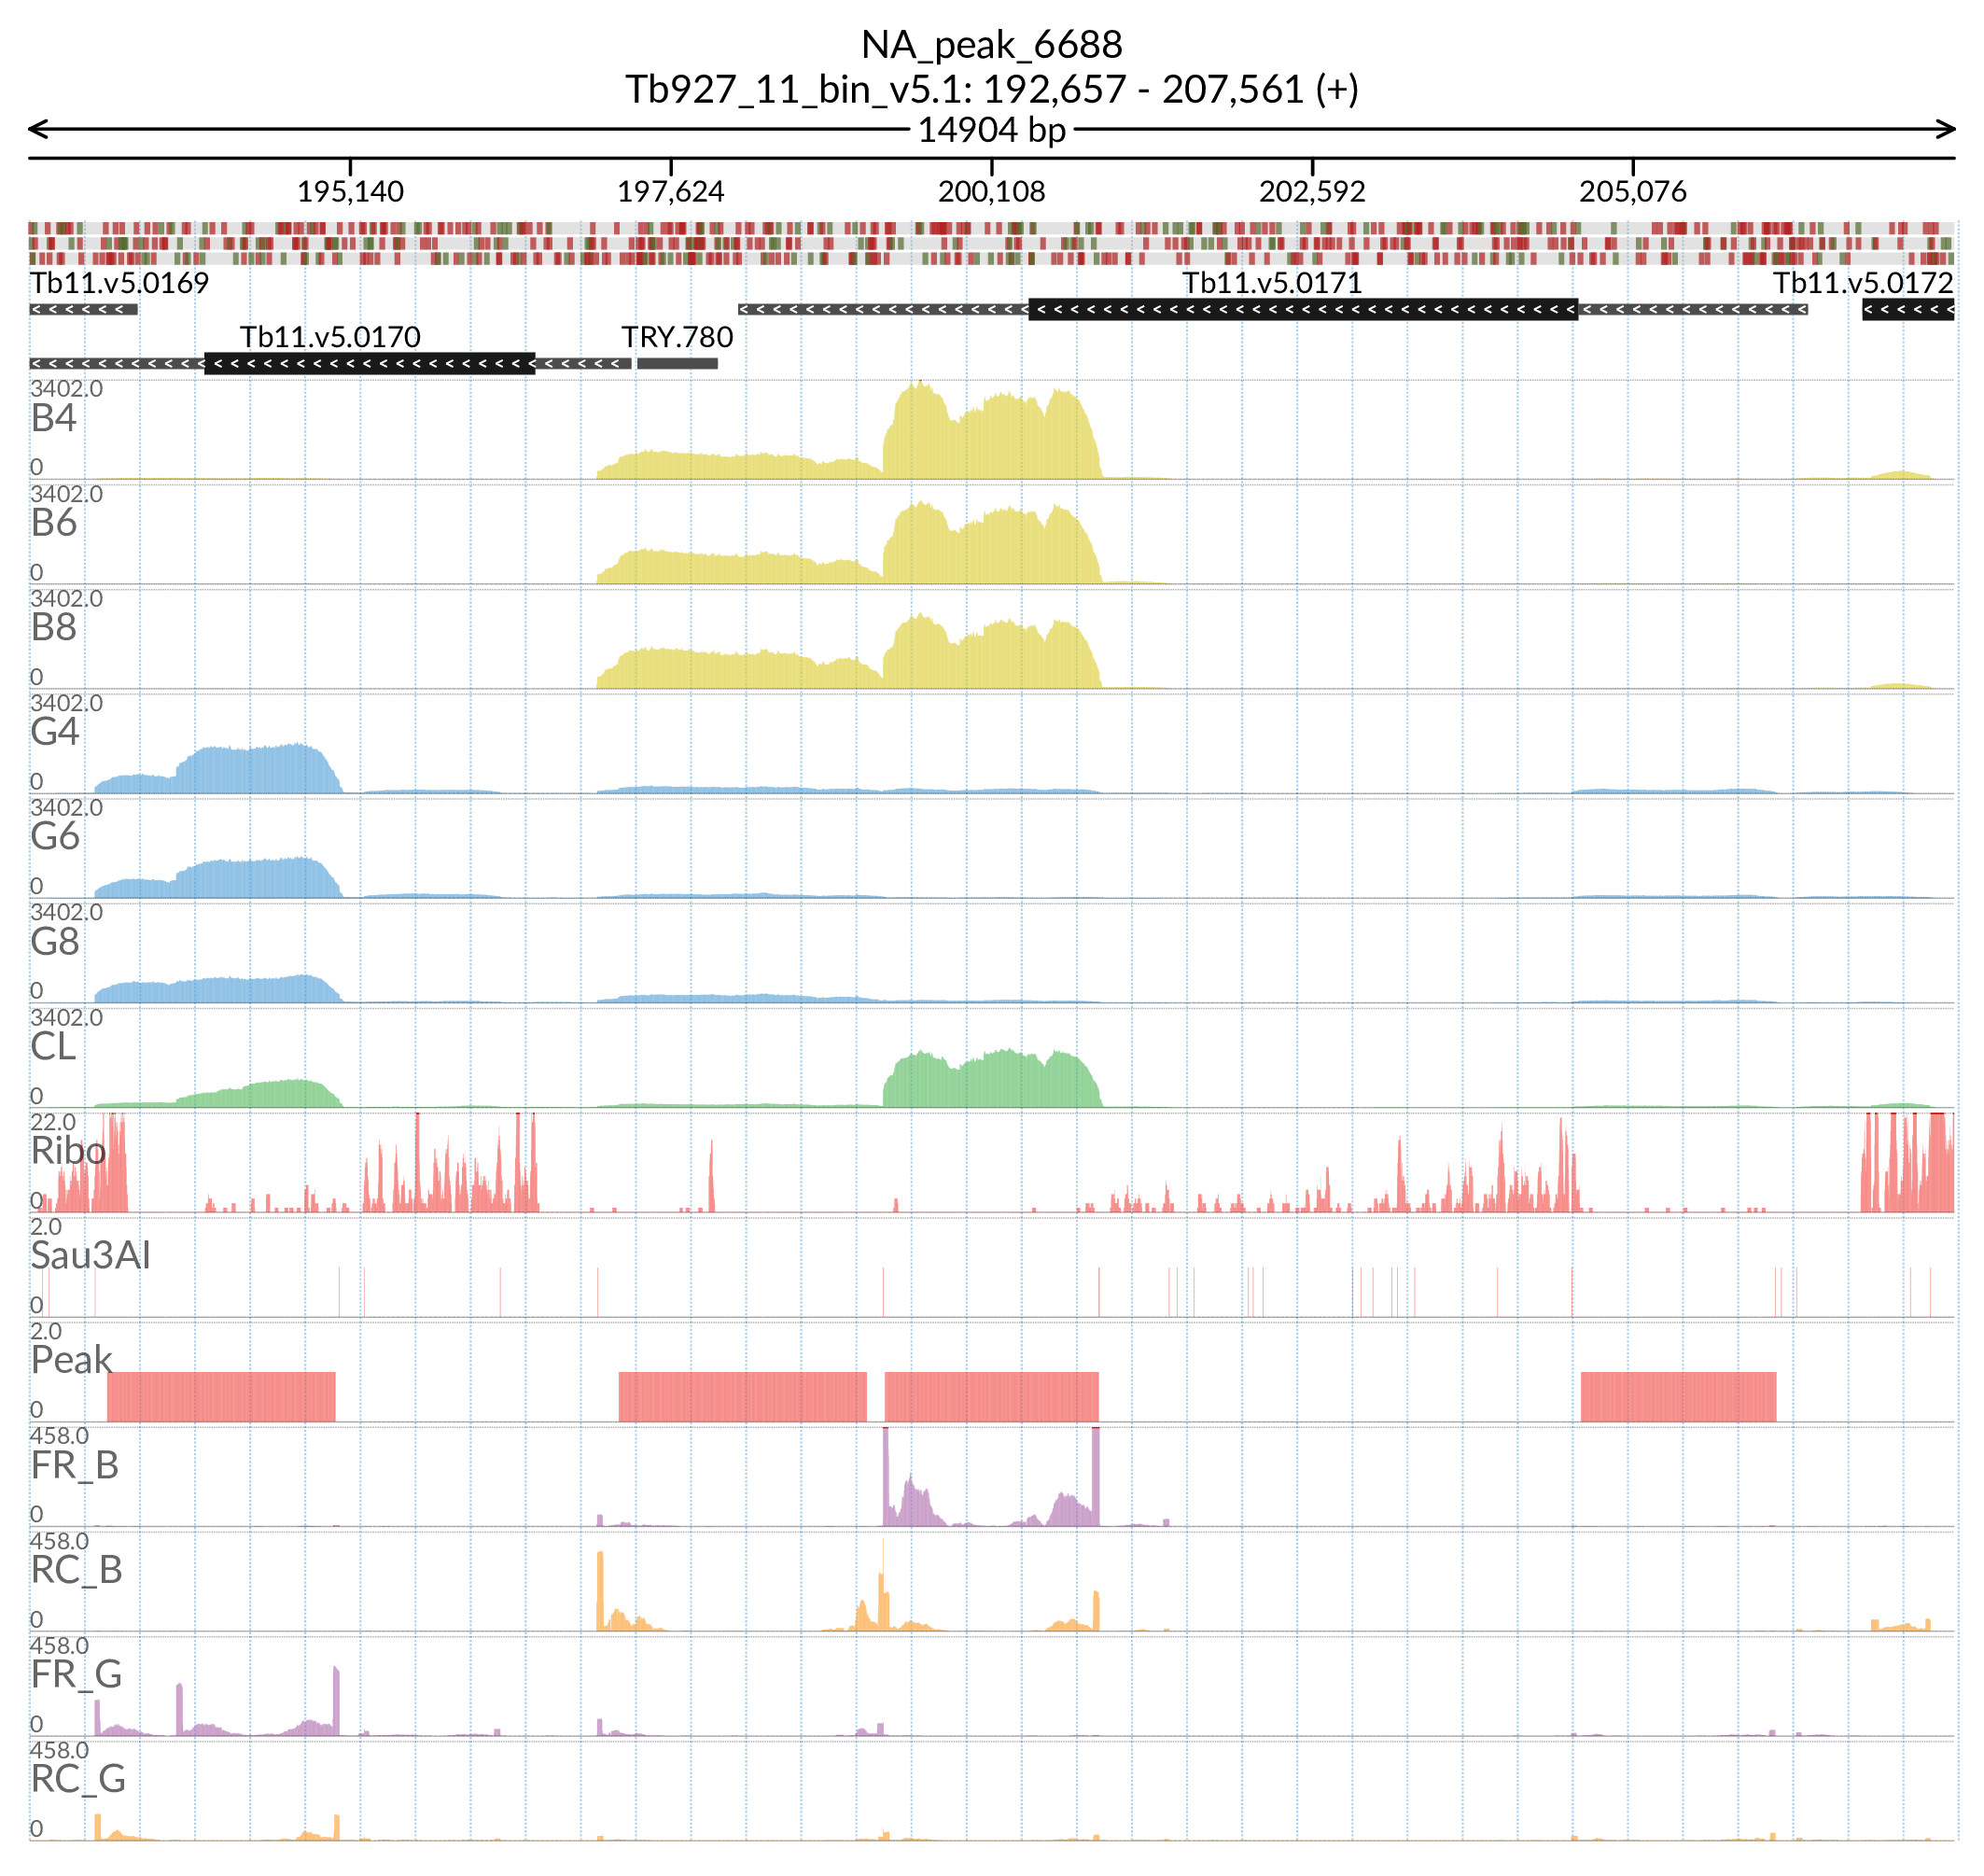 NA_peak_6688
Tb927_11_bin_v5.1: 192,657 - 207,561 (+)
14904 bp
195,140 197,624 200,108 202,592 205,076
Tb11.v5.0169 Tb11.v5.0171 Tb11.v5.0172
Tb11.v5.0170 TRY.780
3402.0
B4
0
3402.0
B6
0
3402.0
B8
0
3402.0
G4
0
3402.0
G6
0
3402.0
G8
0
3402.0
CL
0
22.0
Ribo
0
2.0
Sau3AI
0
2.0
Peak
0
458.0
FR_B
0
458.0
RC_B
0
458.0
FR_G
0
458.0
RC_G
0